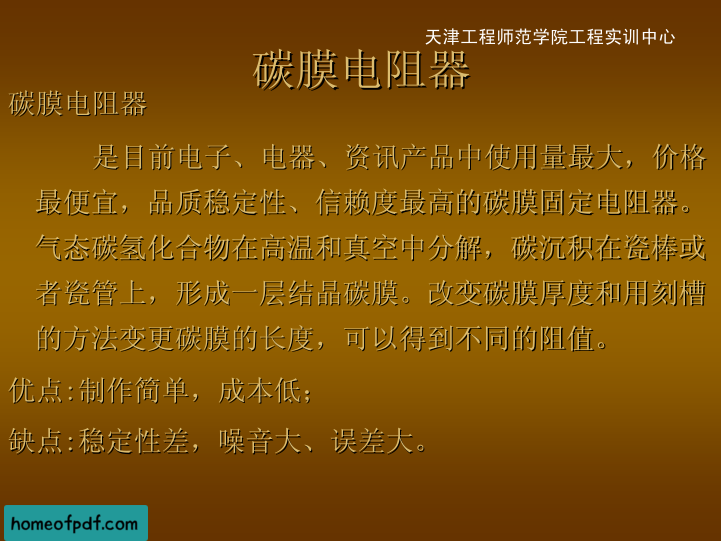 天津工程师范学院工程实训中心
碳膜电阻器
碳膜电阻器
是目前电子、电器、资讯产品中使用量最大，价格
最便宜，品质稳定性、信赖度最高的碳膜固定电阻器。
气态碳氢化合物在高温和真空中分解，碳沉积在瓷棒或
者瓷管上，形成一层结晶碳膜。改变碳膜厚度和用刻槽
的方法变更碳膜的长度，可以得到不同的阻值。
优点:制作简单，成本低；
缺点:稳定性差，噪音大、误差大。
homeofpdf.com